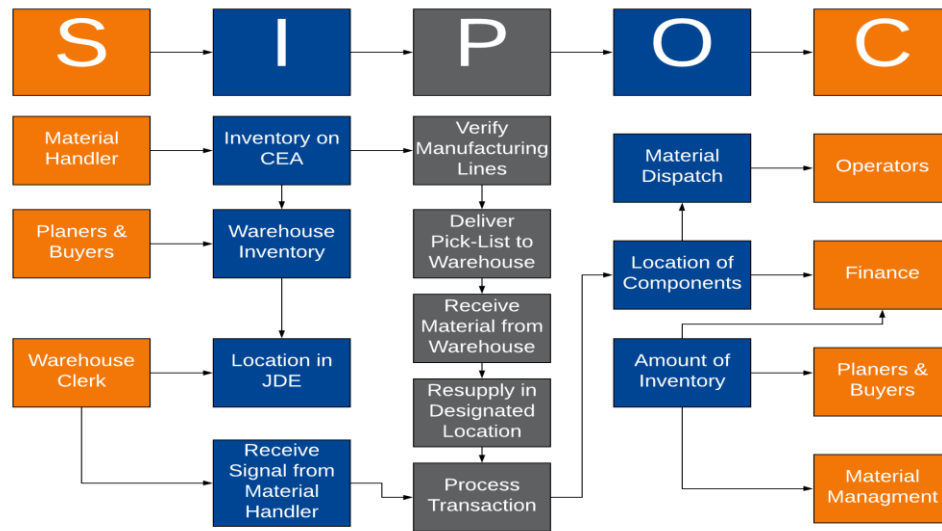 S
I
P
O
C
Material
Handler
Inventory on
CEA
Verify
Manufacturing
Lines
Material
Dispatch
Operators
Planers &
Buyers
Warehouse
Inventory
Deliver
Pick-List to
Warehouse
Location of
Components
Finance
Receive
Material from
Warehouse
Warehouse
Clerk
Location in
JDE
Resupply in
Designated
Location
Amount of
Inventory
Planers &
Buyers
Receive
Signal from
Material
Handler
Process
Transaction
Material
Managment